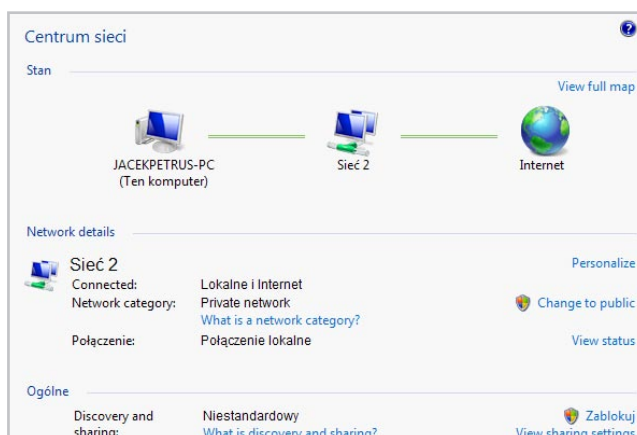 Centrum sieci
Stan
View full map
JACEKPETRUS-PC
(Ten komputer)
Sieć 2
Internet
Network details
Sieć 2
Personalize
Connected: Lokalne i Internet
Network category: Private network
Change to public
What is a network category?
Połączenie: Połączenie lokalne
View status
Ogólne
Discovery and sharing: Niestandardowy
Zablokuj
What is discovery and sharing?
View sharing settings